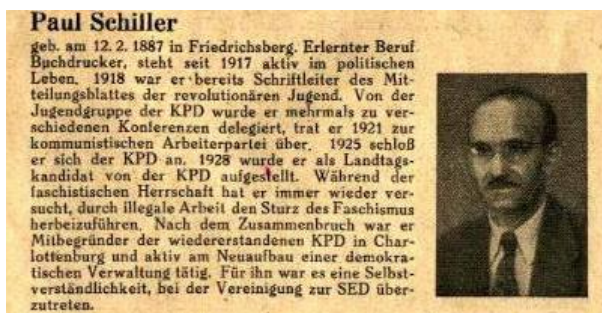 Paul Schiller
geb. am 12. 2. 1887 in Friedrichsberg. Erlernter Beruf
Buchdrucker, steht seit 1917 aktiv im politischen
Leben. 1918 war er bereits Schriftleiter des Mit-
teilungsblattes der revolutionären Jugend. Von der
Jugendgruppe der KPD wurde er mehrmals zu ver-
schiedenen Konferenzen delegiert, trat er 1921 zur
kommunistischen Arbeiterpartei über. 1925 schloß
er sich der KPD an. 1928 wurde er als Landtags-
kandidat von der KPD aufgestellt. Während der
faschistischen Herrschaft hat er immer wieder ver-
sucht, durch illegale Arbeit den Sturz des Faschismus
herbeizuführen. Nach dem Zusammenbruch war er
Mitbegründer der wiedererstandenen KPD in Char-
lottenburg und aktiv am Neuaufbau einer demokra-
tischen Verwaltung tätig. Für ihn war es eine Selbst-
verständlichkeit, bei der Vereinigung zur SED über-
zutreten.